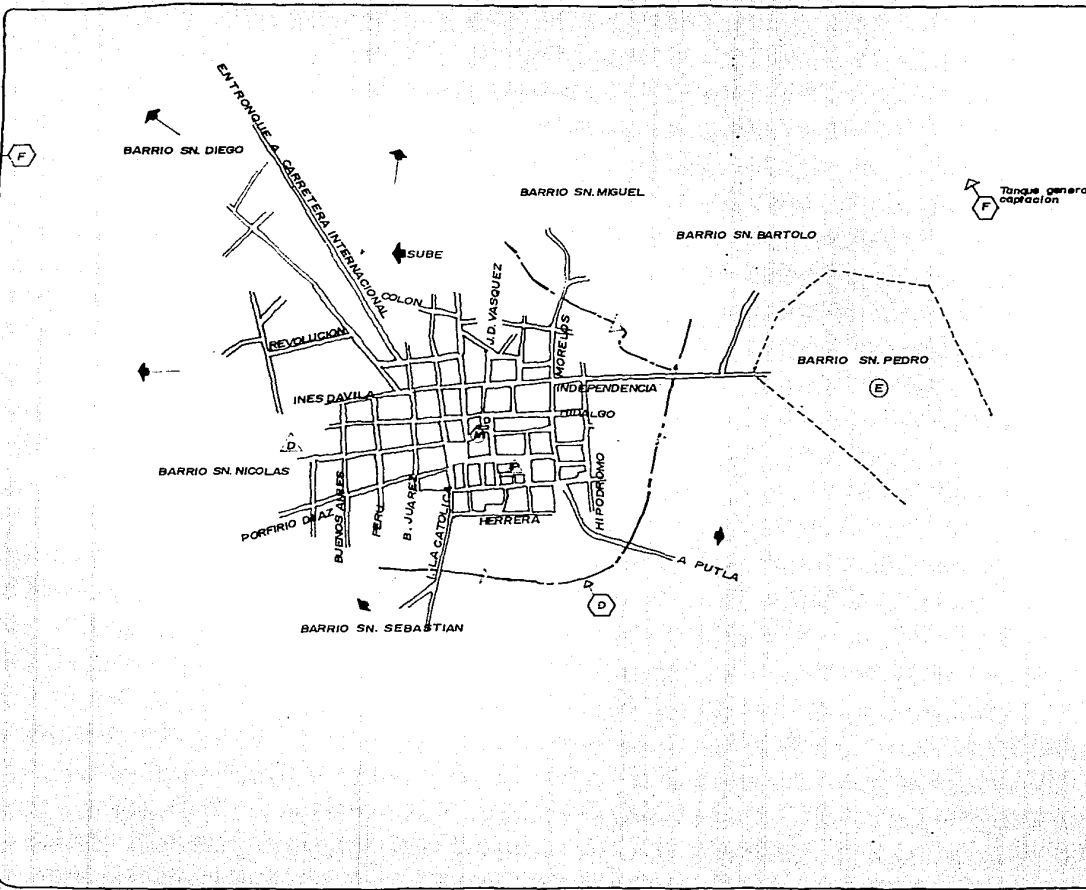 ENTRONQUE A CARRETERA INTERNACIONAL
BARRIO SN. DIEGO
F
BARRIO SN. MIGUEL
Tanque genera
captacion
F
BARRIO SN. BARTOLO
SUBE
COLON
J.D. VASQUEZ
MORELOS
REVOLUCION
BARRIO SN. PEDRO
E
INDEPENDENCIA
INES DAVILA
HIDALGO
D
BARRIO SN. NICOLAS
PORFIRIO DIAZ
BUENOS AIRES
PERU
B. JUAREZ
I. LA CATOLICA
HERRERA
HIPODROMO
A PUTLA
D
BARRIO SN. SEBASTIAN